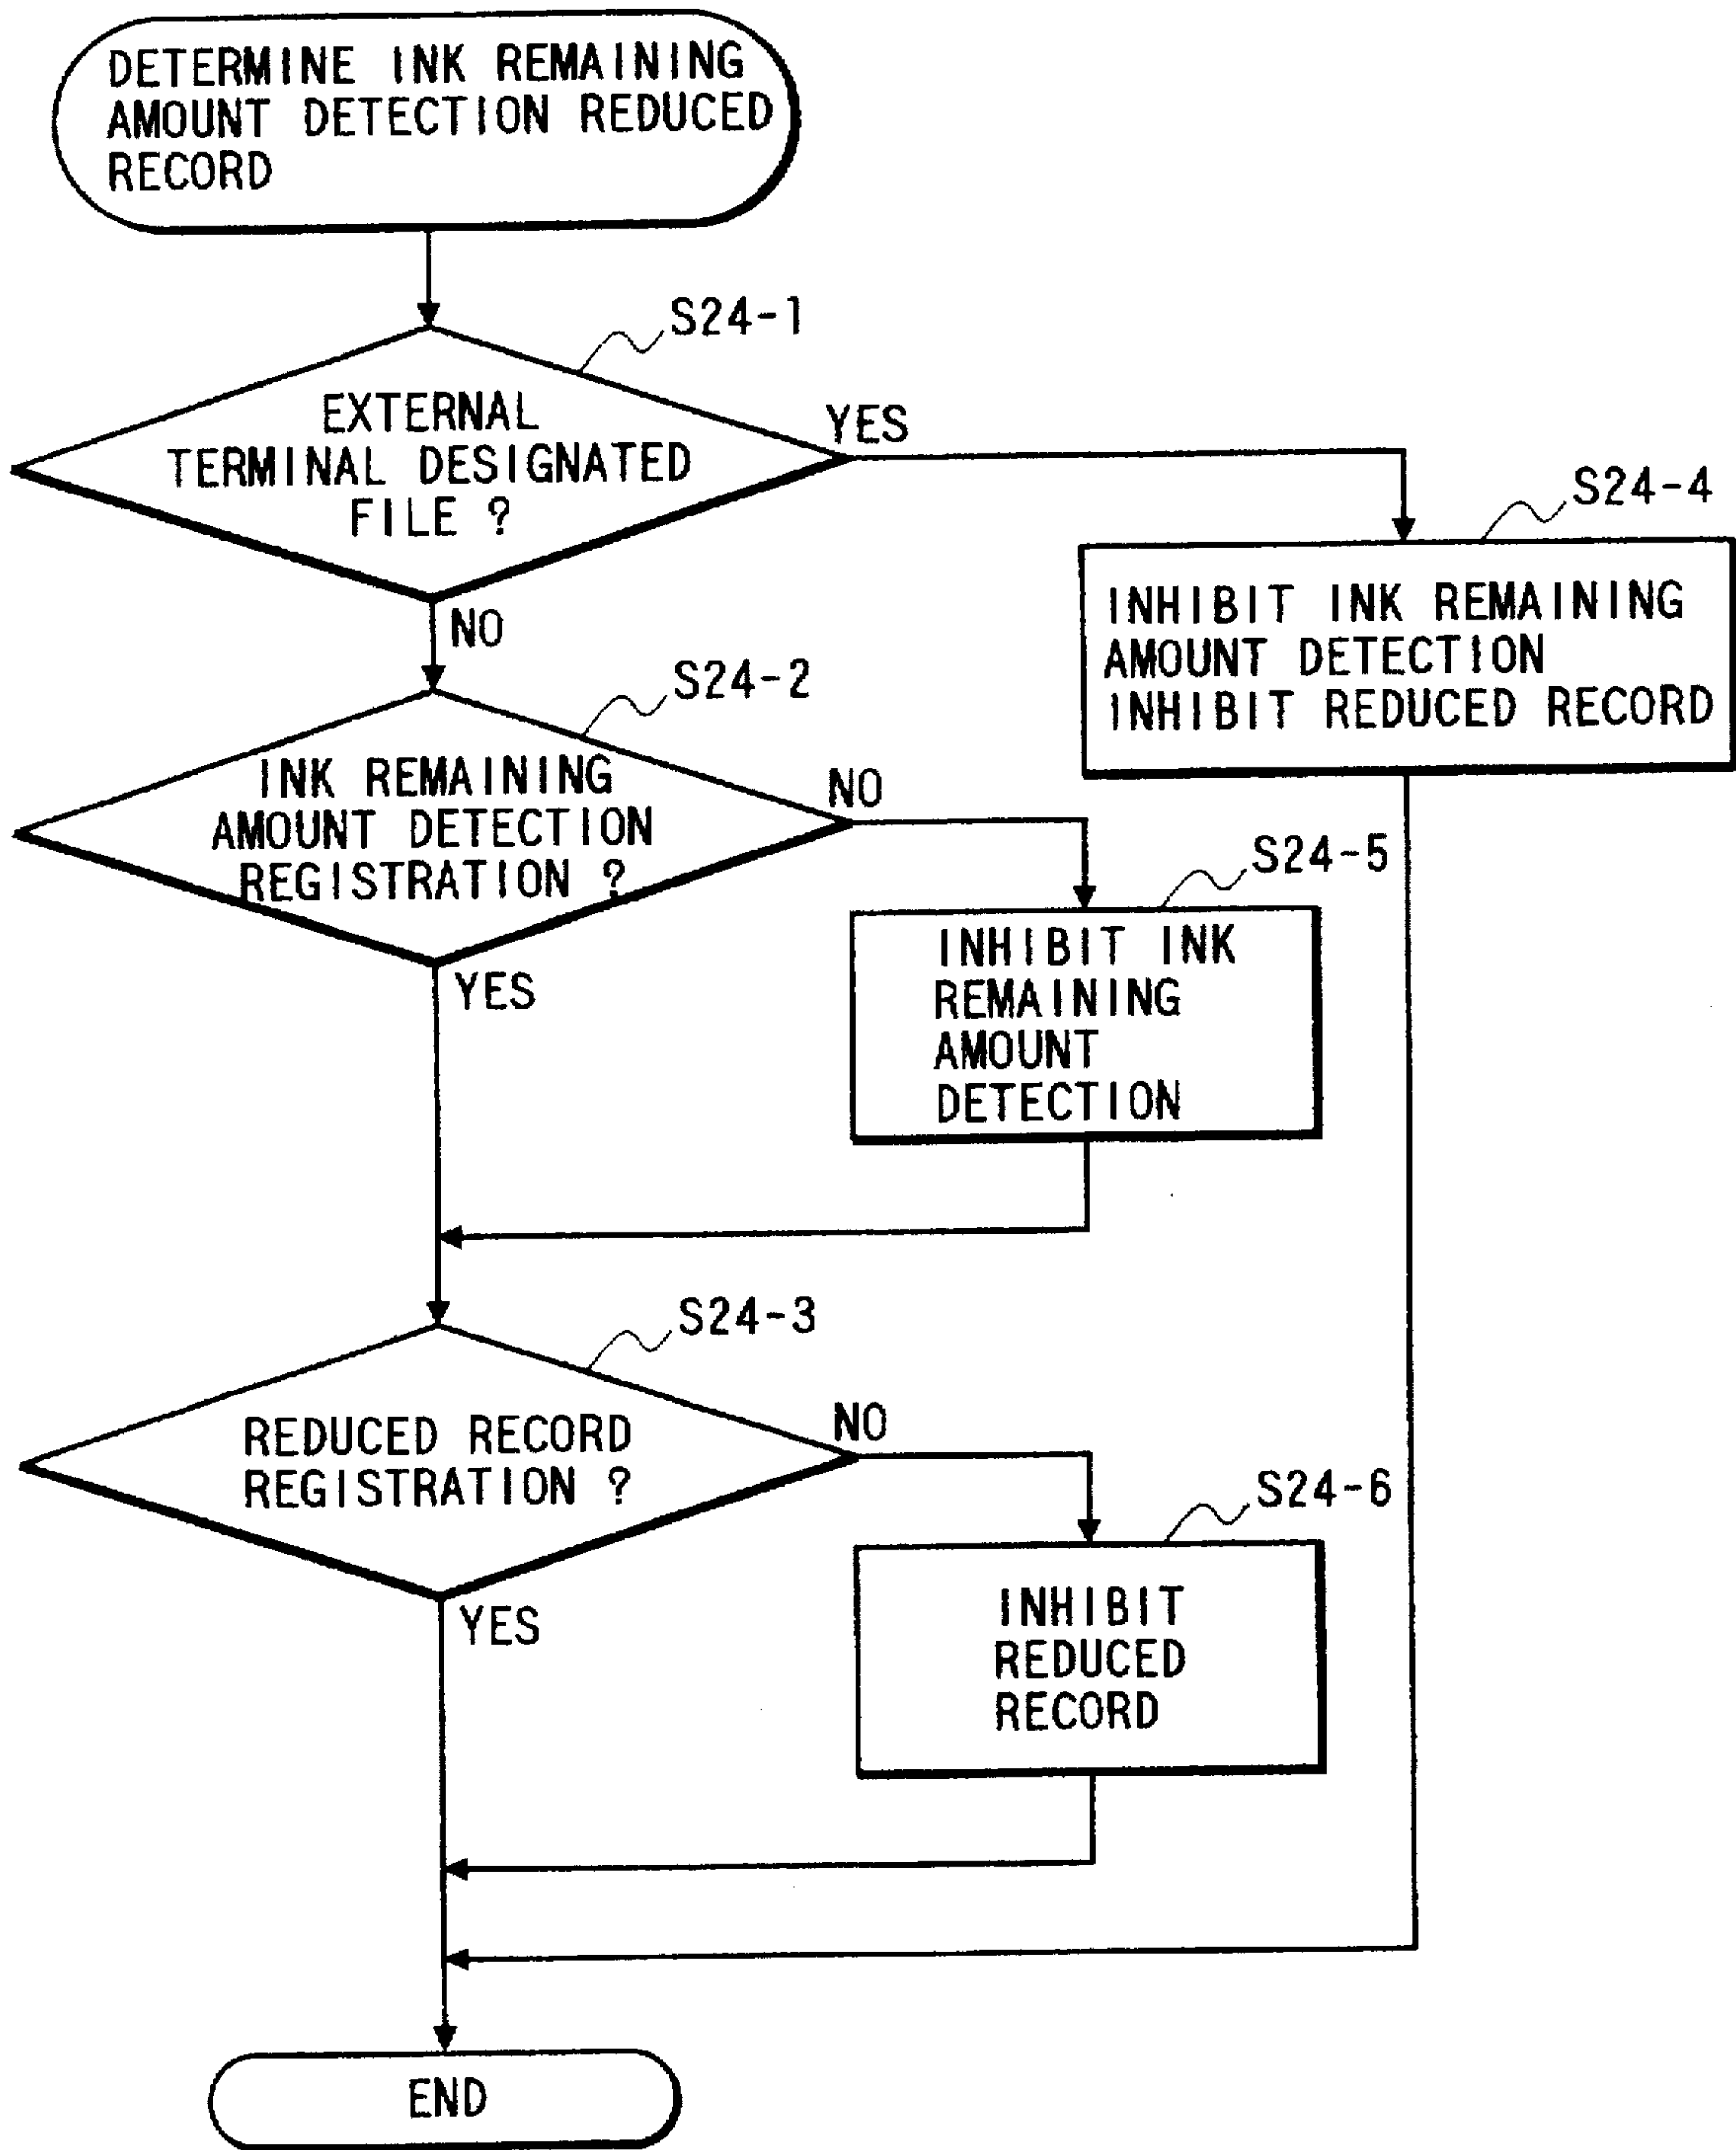 DETERMINE INK REMAINING
AMOUNT DETECTION REDUCED
RECORD
S24-1
EXTERNAL
TERMINAL DESIGNATED
FILE ?
YES
NO
S24-4
INHIBIT INK REMAINING
AMOUNT DETECTION
INHIBIT REDUCED RECORD
S24-2
INK REMAINING
AMOUNT DETECTION
REGISTRATION ?
NO
YES
S24-5
INHIBIT INK
REMAINING
AMOUNT
DETECTION
S24-3
REDUCED RECORD
REGISTRATION ?
NO
YES
S24-6
INHIBIT
REDUCED
RECORD
END